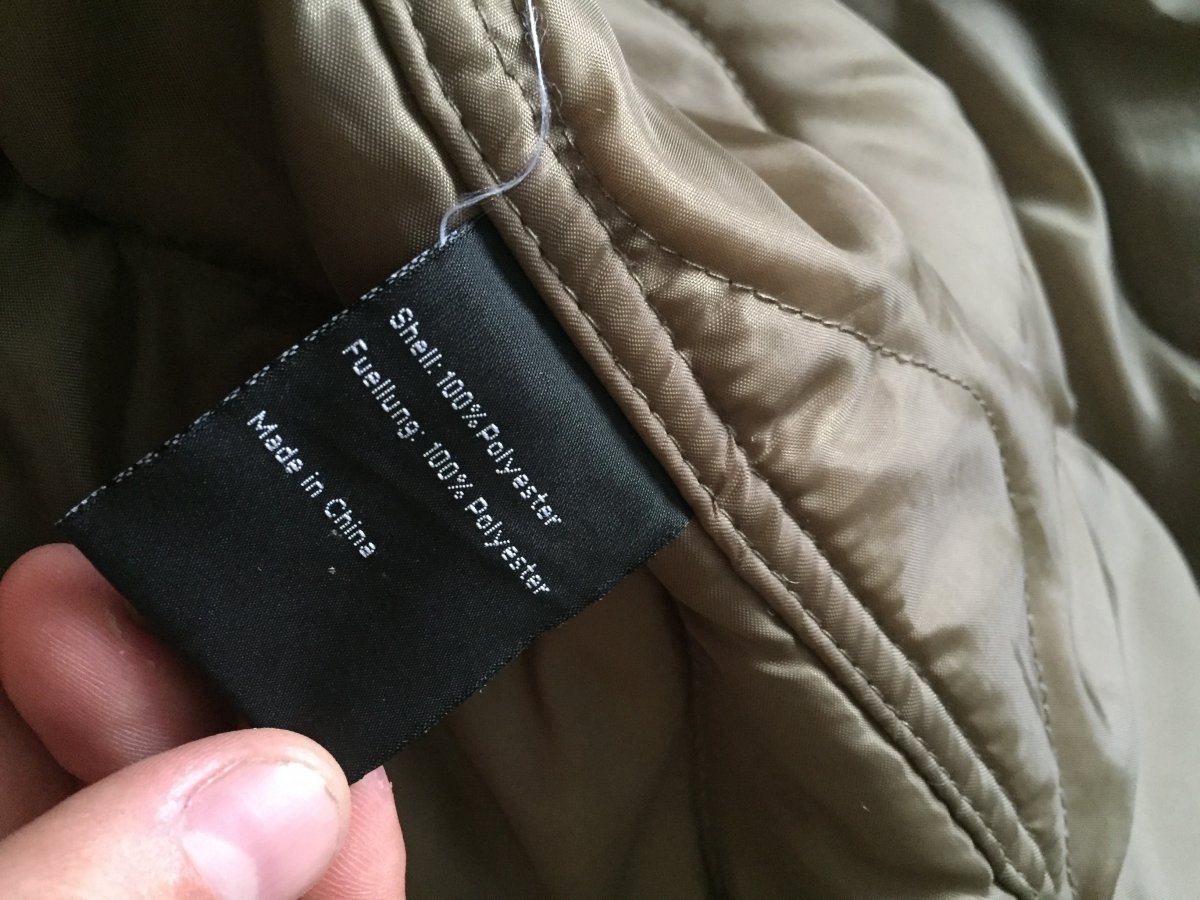 Shell: 100% Polyester
Fuellung: 100% Polyester
Made in China